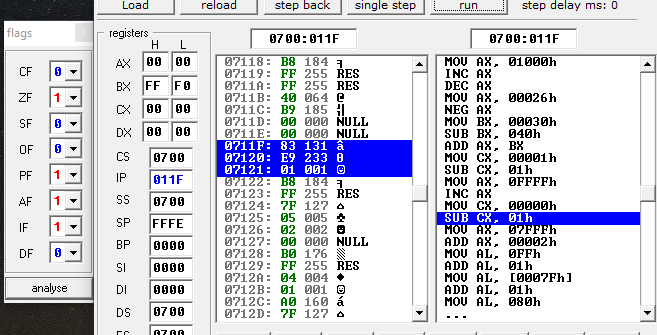 Load reload step back single step run step delay ms: 0
flags
CF 0
ZF 1
SF 0
OF 0
PF 1
AF 1
IF 1
DF 0
analyse
registers
H L
AX 00 00
BX FF F0
CX 00 00
DX 00 00
CS 0700
IP 011F
SS 0700
SP FFFE
BP 0000
SI 0000
DI 0000
DS 0700
ES
0700:011F
07118: B8 184 ╕
07119: FF 255 RES
0711A: FF 255 RES
0711B: 40 064 @
0711C: B9 185 ╣
0711D: 00 000 NULL
0711E: 00 000 NULL
0711F: 83 131 â
07120: E9 233 θ
07121: 01 001 ☺
07122: B8 184 ╕
07123: FF 255 RES
07124: 7F 127 ⌂
07125: 05 005 ♣
07126: 02 002 ☻
07127: 00 000 NULL
07128: B0 176 ░
07129: FF 255 RES
0712A: 04 004 ♦
0712B: 01 001 ☺
0712C: A0 160 á
0712D: 7F 127 ⌂
0700:011F
MOV AX, 01000h
INC AX
DEC AX
MOV AX, 00026h
NEG AX
MOV BX, 00030h
SUB BX, 040h
ADD AX, BX
MOV CX, 00001h
SUB CX, 01h
MOV AX, 0FFFFh
INC AX
MOV CX, 00000h
SUB CX, 01h
MOV AX, 07FFFh
ADD AX, 00002h
MOV AL, 0FFh
ADD AL, 01h
MOV AL, [0007Fh]
ADD AL, 01h
MOV AL, 080h
...